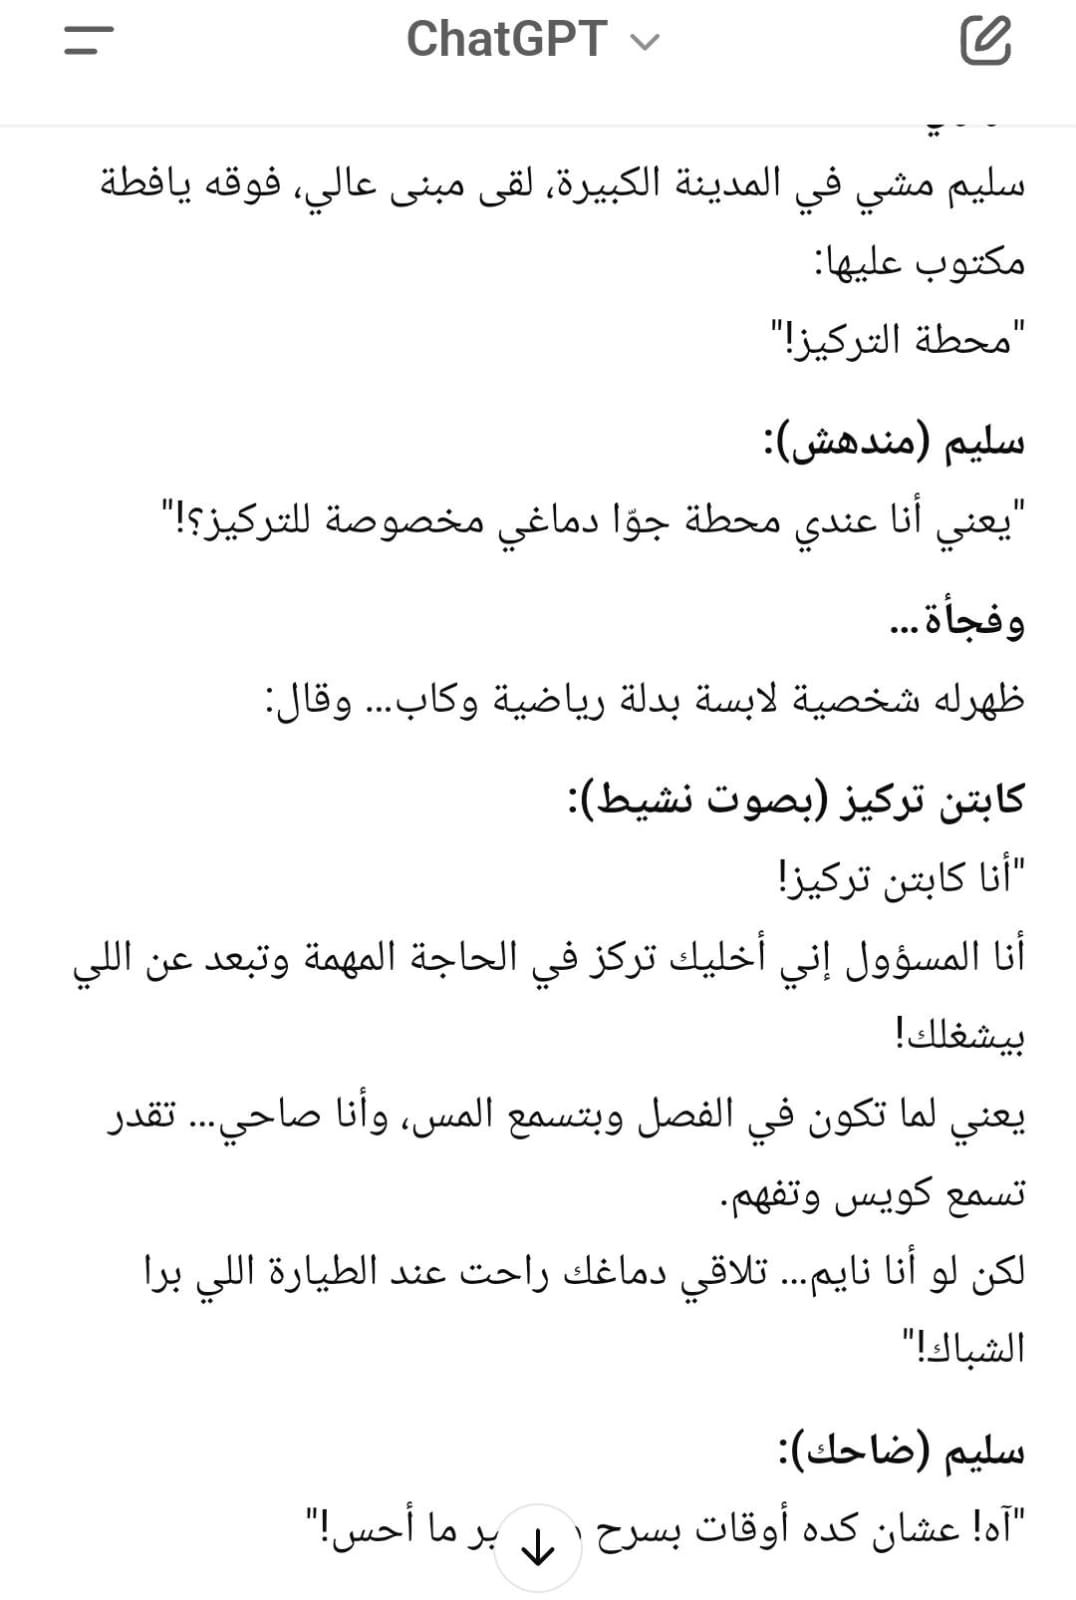 ChatGPT
سليم مشي في المدينة الكبيرة، لقى مبنى عالي، فوقه يافطة
مكتوب عليها:
"محطة التركيز!"
سليم (مندهش):
"يعني أنا عندي محطة جوّا دماغي مخصوصة للتركيز؟!"
وفجأة...
ظهرله شخصية لابسة بدلة رياضية وكاب... وقال:
كابتن تركيز (بصوت نشيط):
"أنا كابتن تركيز!
أنا المسؤول إني أخليك تركز في الحاجة المهمة وتبعد عن اللي
بيشغلك!
يعني لما تكون في الفصل وبتسمع المس، وأنا صاحي... تقدر
تسمع كويس وتفهم.
لكن لو أنا نايم... تلاقي دماغك راحت عند الطيارة اللي برا
الشباك!"
سليم (ضاحك):
"آه! عشان كده أوقات بسرح ما أحس!"